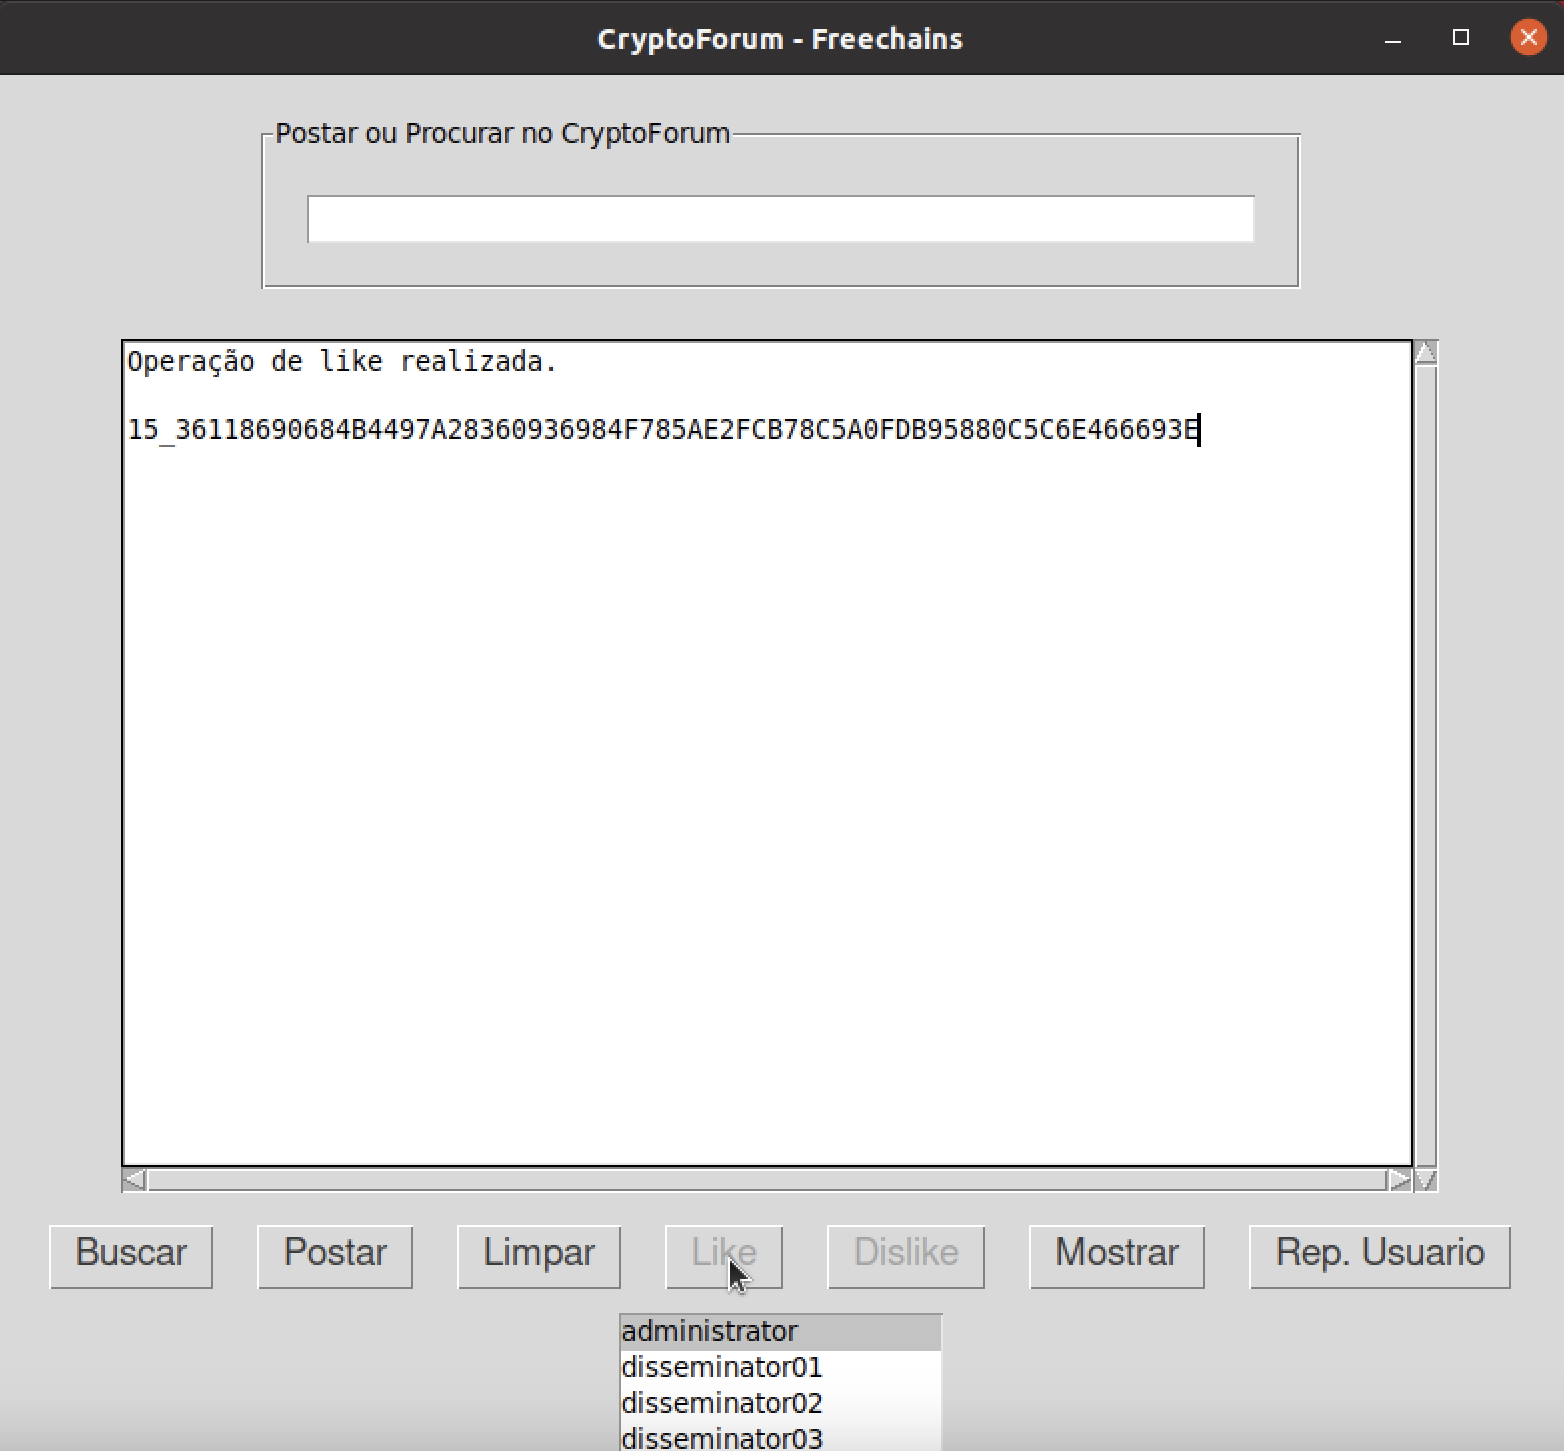 CryptoForum - Freechains
Postar ou Procurar no CryptoForum
Operação de like realizada.
15_36118690684B4497A28360936984F785AE2FCB78C5A0FDB95880C5C6E466693E
Buscar Postar Limpar Like Dislike Mostrar Rep. Usuario
administrator
disseminator01
disseminator02
disseminator03